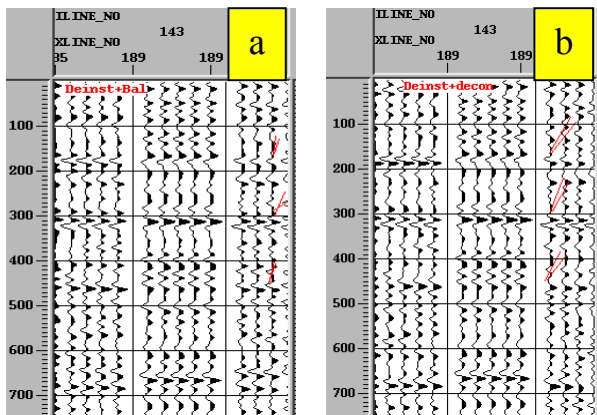 ILINE_NO
143
XLINE_NO
35 189 189
a
Deinst+Bal
100
200
300
400
500
600
700
ILINE_NO
143
XLINE_NO
189 189
b
Deinst+decon
100
200
300
400
500
600
700